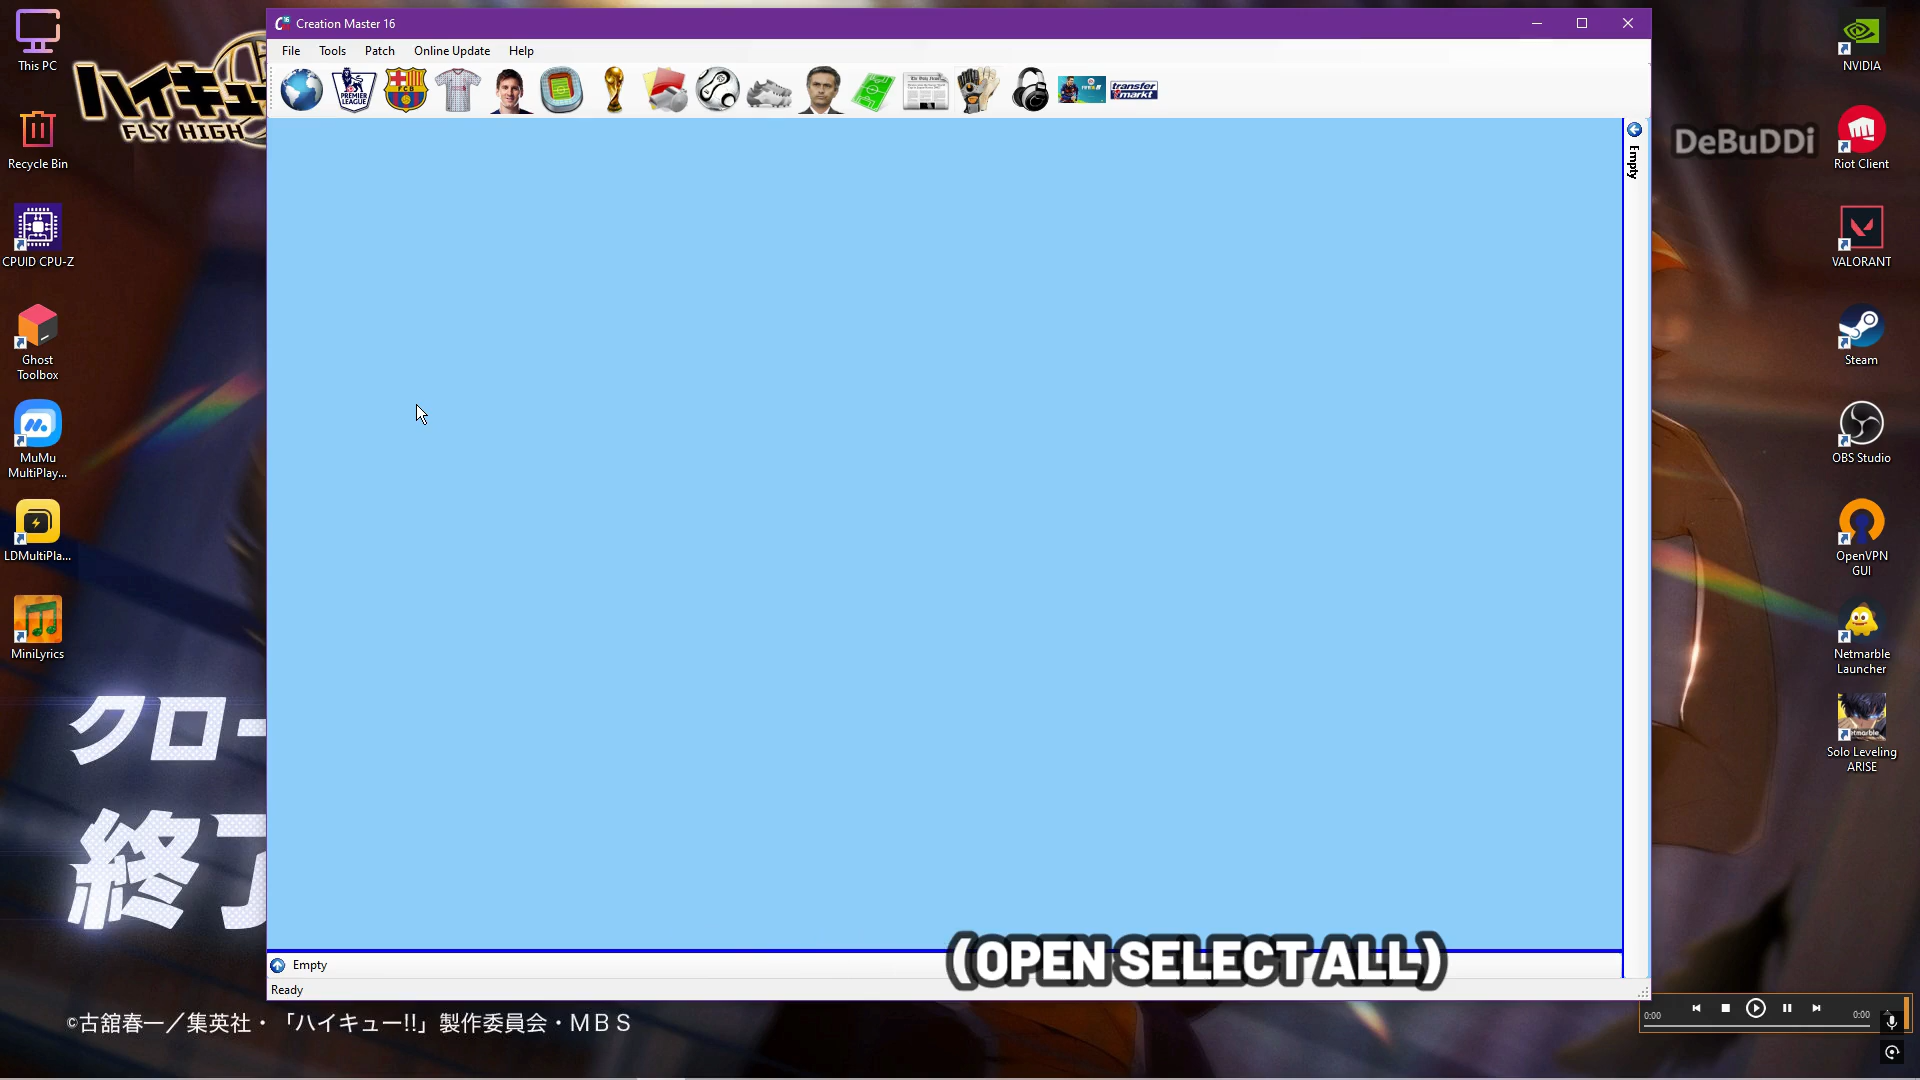 Creation Master 16
File Tools Patch Online Update Help
PREMIER LEAGUE
FCB
transfer markt
Empty
Empty
Ready
(OPEN SELECT ALL)
DeBuDDi
This PC
Recycle Bin
CPUID CPU-Z
Ghost
Toolbox
MuMu
MultiPlay...
LDMultiPla...
MiniLyrics
NVIDIA
Riot Client
VALORANT
Steam
OBS Studio
OpenVPN
GUI
Netmarble
Launcher
Solo Leveling
ARISE
ハイキュ
FLY HIGH
クロー
終了
©古舘春一／集英社・「ハイキュー!!」製作委員会・ＭＢＳ
0:00
0:00